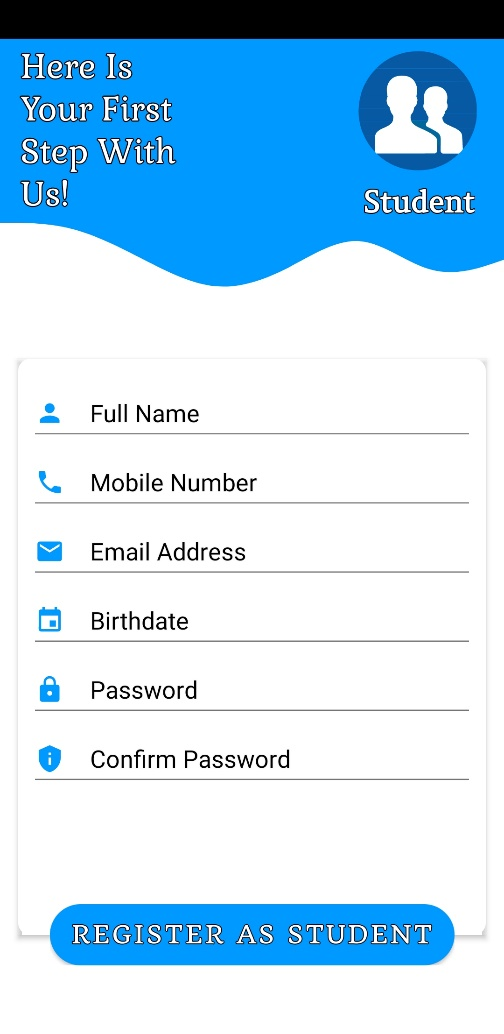 Here Is
Your First
Step With
Us!
Student
Full Name
Mobile Number
Email Address
Birthdate
Password
Confirm Password
REGISTER AS STUDENT